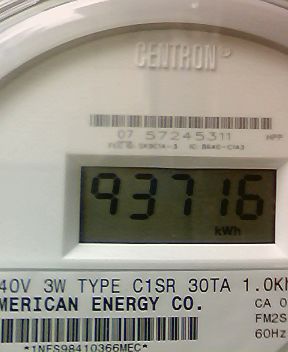 CENTRON®
07 57245311
93716
kWh
40V 3W TYPE C1SR 30TA 1.0Kh
MERICAN ENERGY CO.
CA 0
FM2S
60Hz
*1NFS98410366MEC*